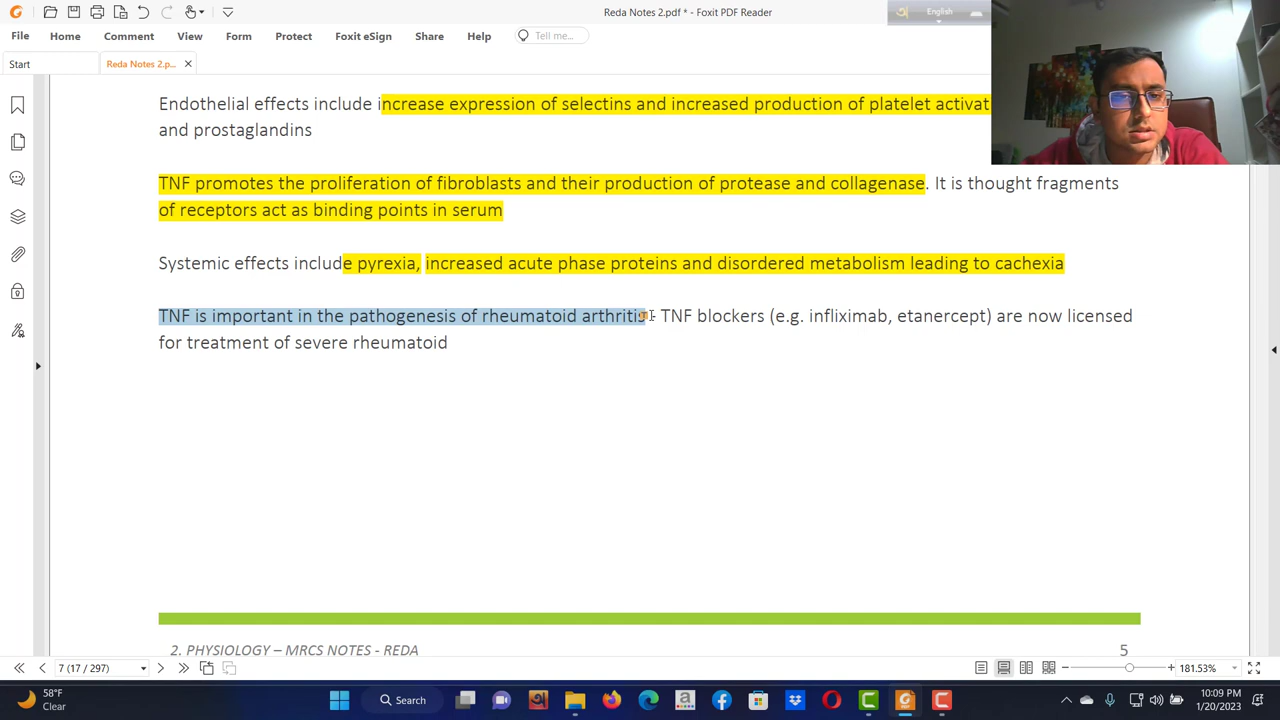 Reda Notes 2.pdf * - Foxit PDF Reader
English
File Home Comment View Form Protect Foxit eSign Share Help Tell me...
Start Reda Notes 2.p...
Endothelial effects include increase expression of selectins and increased production of platelet activat
and prostaglandins
TNF promotes the proliferation of fibroblasts and their production of protease and collagenase. It is thought fragments
of receptors act as binding points in serum
Systemic effects include pyrexia, increased acute phase proteins and disordered metabolism leading to cachexia
TNF is important in the pathogenesis of rheumatoid arthritis - TNF blockers (e.g. infliximab, etanercept) are now licensed
for treatment of severe rheumatoid
2. PHYSIOLOGY – MRCS NOTES - REDA 5
7 (17 / 297) 181.53%
58°F
Clear
Search
10:09 PM
1/20/2023